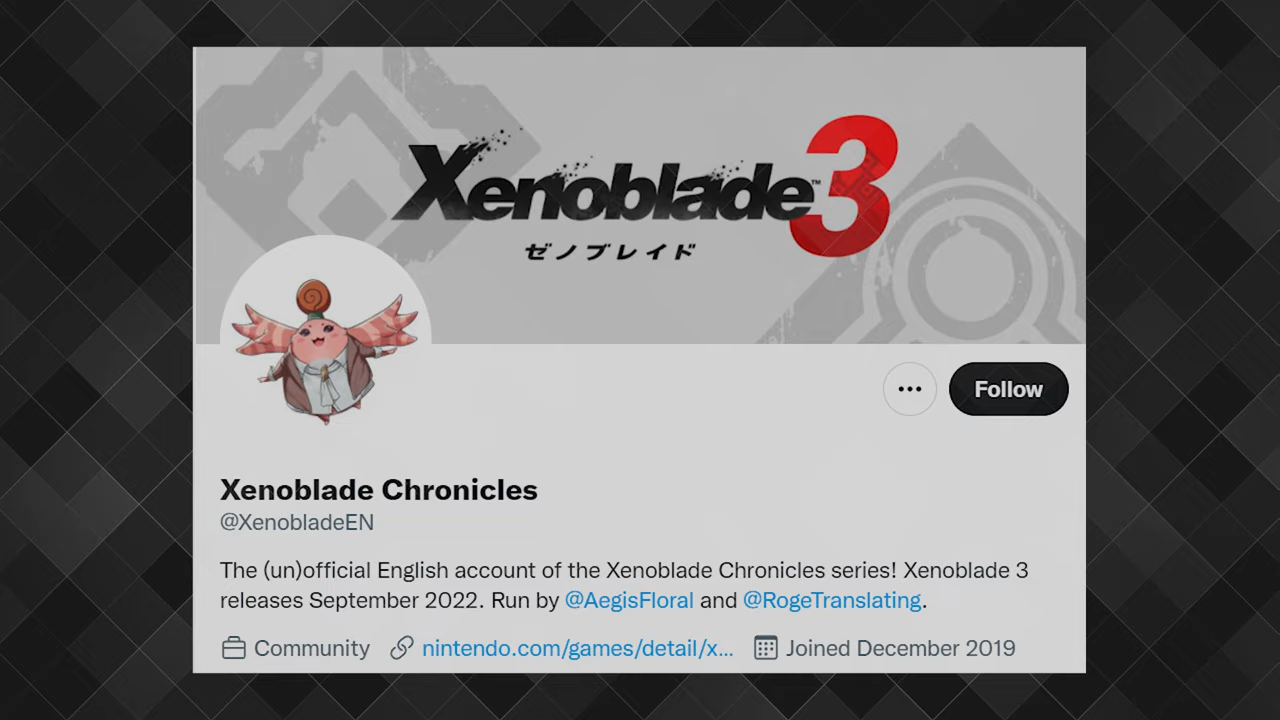 Xenoblade™3
ゼノブレイド
Follow
Xenoblade Chronicles
@XenobladeEN
The (un)official English account of the Xenoblade Chronicles series! Xenoblade 3
releases September 2022. Run by @AegisFloral and @RogeTranslating.
Community nintendo.com/games/detail/x... Joined December 2019